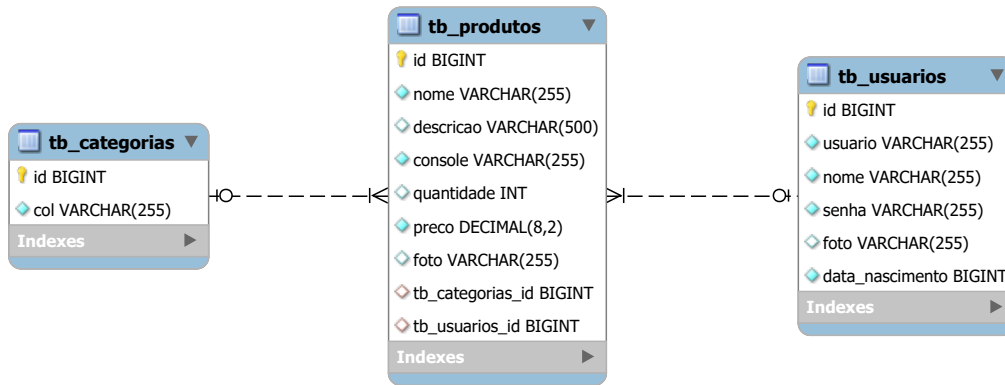 tb_categorias
id BIGINT
col VARCHAR(255)
Indexes
tb_produtos
id BIGINT
nome VARCHAR(255)
descricao VARCHAR(500)
console VARCHAR(255)
quantidade INT
preco DECIMAL(8,2)
foto VARCHAR(255)
tb_categorias_id BIGINT
tb_usuarios_id BIGINT
Indexes
tb_usuarios
id BIGINT
usuario VARCHAR(255)
nome VARCHAR(255)
senha VARCHAR(255)
foto VARCHAR(255)
data_nascimento BIGINT
Indexes